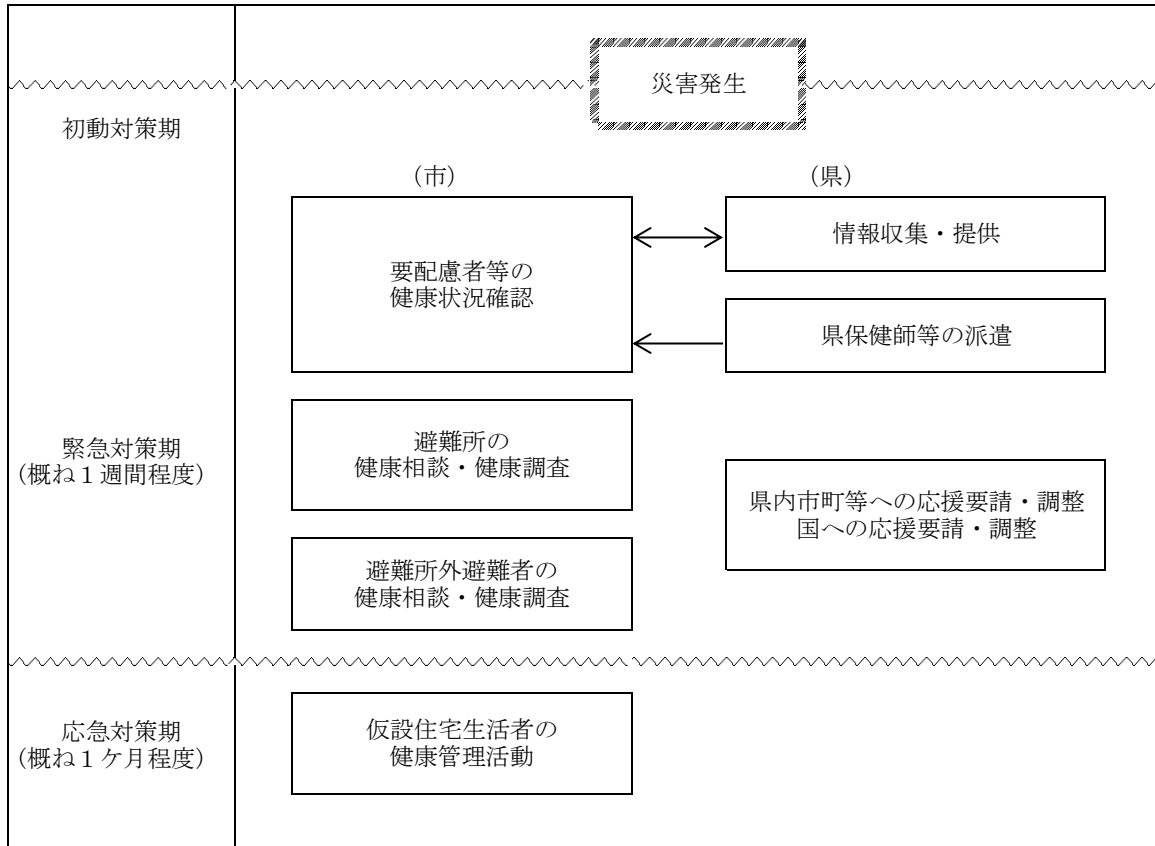 災害発生
初動対策期
(市)
(県)
要配慮者等の
健康状況確認
情報収集・提供
県保健師等の派遣
緊急対策期
(概ね１週間程度)
避難所の
健康相談・健康調査
県内市町等への応援要請・調整
国への応援要請・調整
避難所外避難者の
健康相談・健康調査
応急対策期
(概ね１ケ月程度)
仮設住宅生活者の
健康管理活動